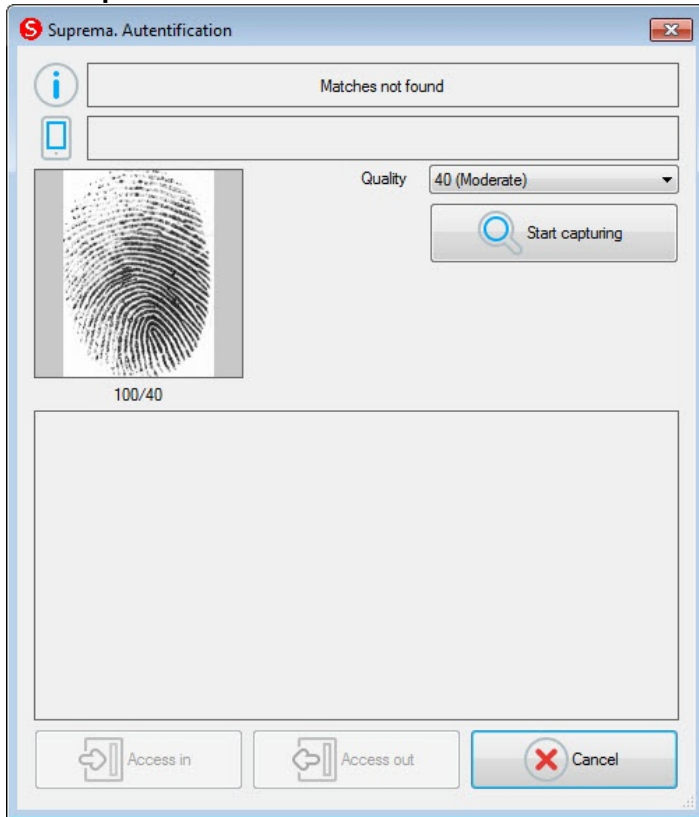 Suprema. Autentification
Matches not found
Quality 40 (Moderate)
Start capturing
100/40
Access in Access out Cancel